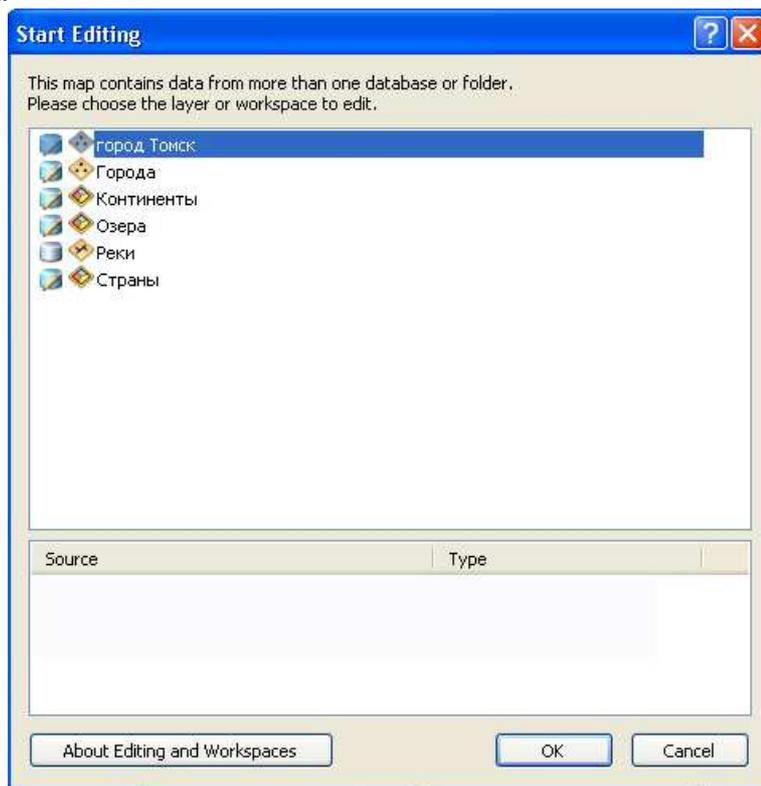 Start Editing
This map contains data from more than one database or folder.
Please choose the layer or workspace to edit.
город Томск
Города
Континенты
Озера
Реки
Страны
Source Type
About Editing and Workspaces OK Cancel